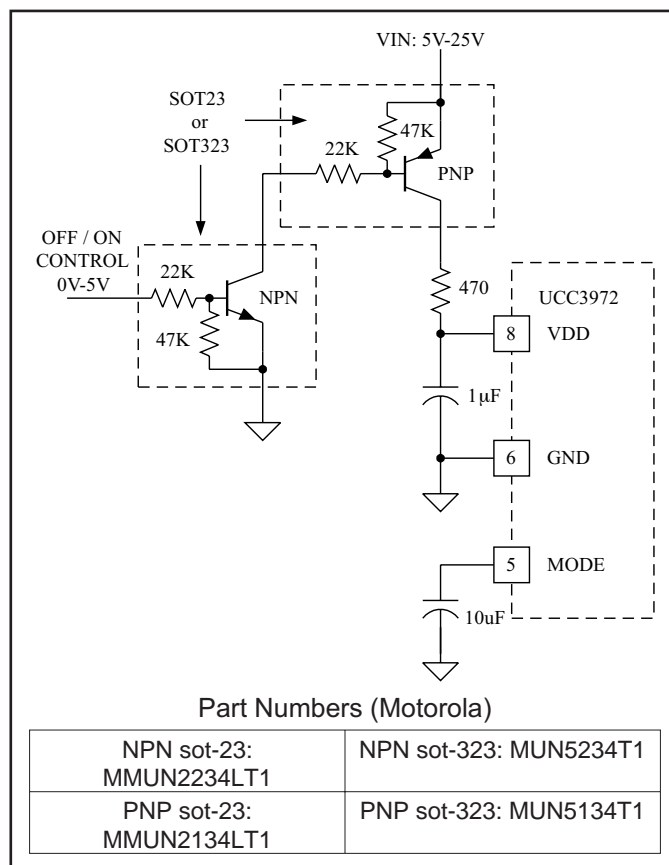 VIN: 5V-25V
SOT23
or
SOT323
47K
22K
PNP
OFF / ON
CONTROL
0V-5V
22K
NPN
47K
470
UCC3972
8 VDD
1µF
6 GND
5 MODE
10uF
Part Numbers (Motorola)
NPN sot-23:
MMUN2234LT1
NPN sot-323: MUN5234T1
PNP sot-23:
MMUN2134LT1
PNP sot-323: MUN5134T1